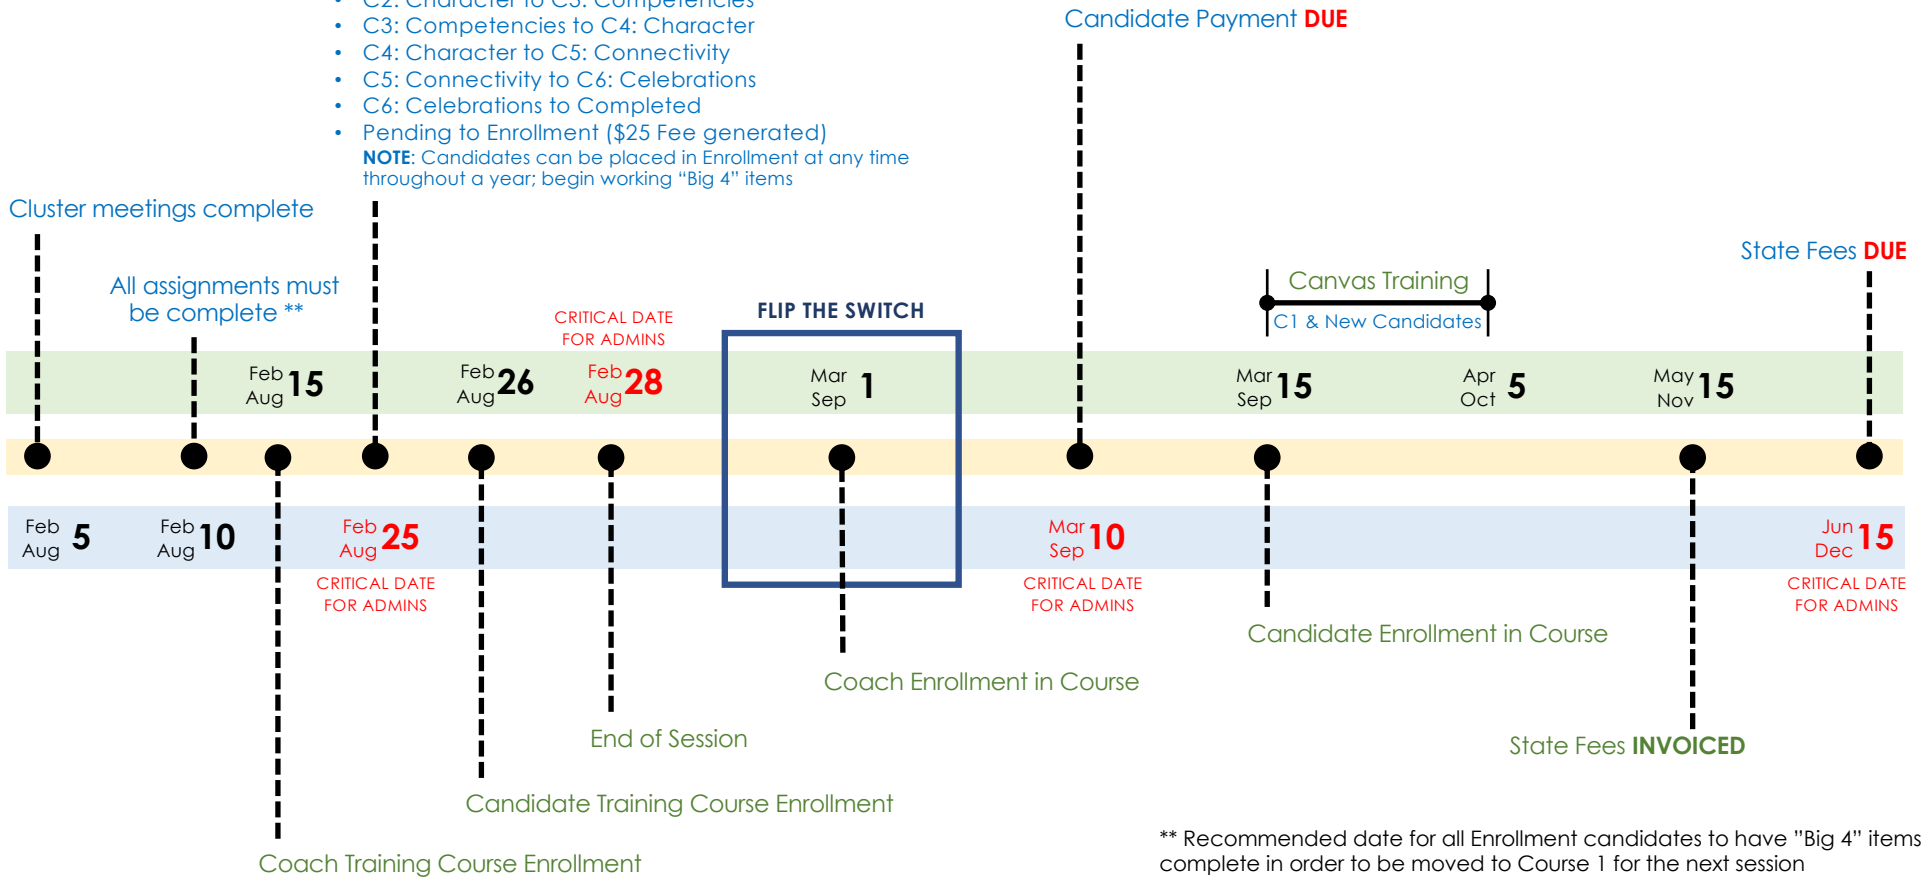 • C2: Character to C3: Competencies
• C3: Competencies to C4: Character
• C4: Character to C5: Connectivity
• C5: Connectivity to C6: Celebrations
• C6: Celebrations to Completed
• Pending to Enrollment ($25 Fee generated)
NOTE: Candidates can be placed in Enrollment at any time
throughout a year; begin working “Big 4” items
Candidate Payment DUE
Cluster meetings complete
All assignments must
be complete **
CRITICAL DATE
FOR ADMINS
FLIP THE SWITCH
Canvas Training
C1 & New Candidates
State Fees DUE
Feb
Aug 15
Feb
Aug 26
Feb
Aug 28
Mar
Sep 1
Mar
Sep 15
Apr
Oct 5
May
Nov 15
Feb
Aug 5
Feb
Aug 10
Feb
Aug 25
CRITICAL DATE
FOR ADMINS
Mar
Sep 10
CRITICAL DATE
FOR ADMINS
Jun
Dec 15
CRITICAL DATE
FOR ADMINS
Candidate Enrollment in Course
Coach Enrollment in Course
End of Session
State Fees INVOICED
Candidate Training Course Enrollment
Coach Training Course Enrollment
** Recommended date for all Enrollment candidates to have ”Big 4” items
complete in order to be moved to Course 1 for the next session